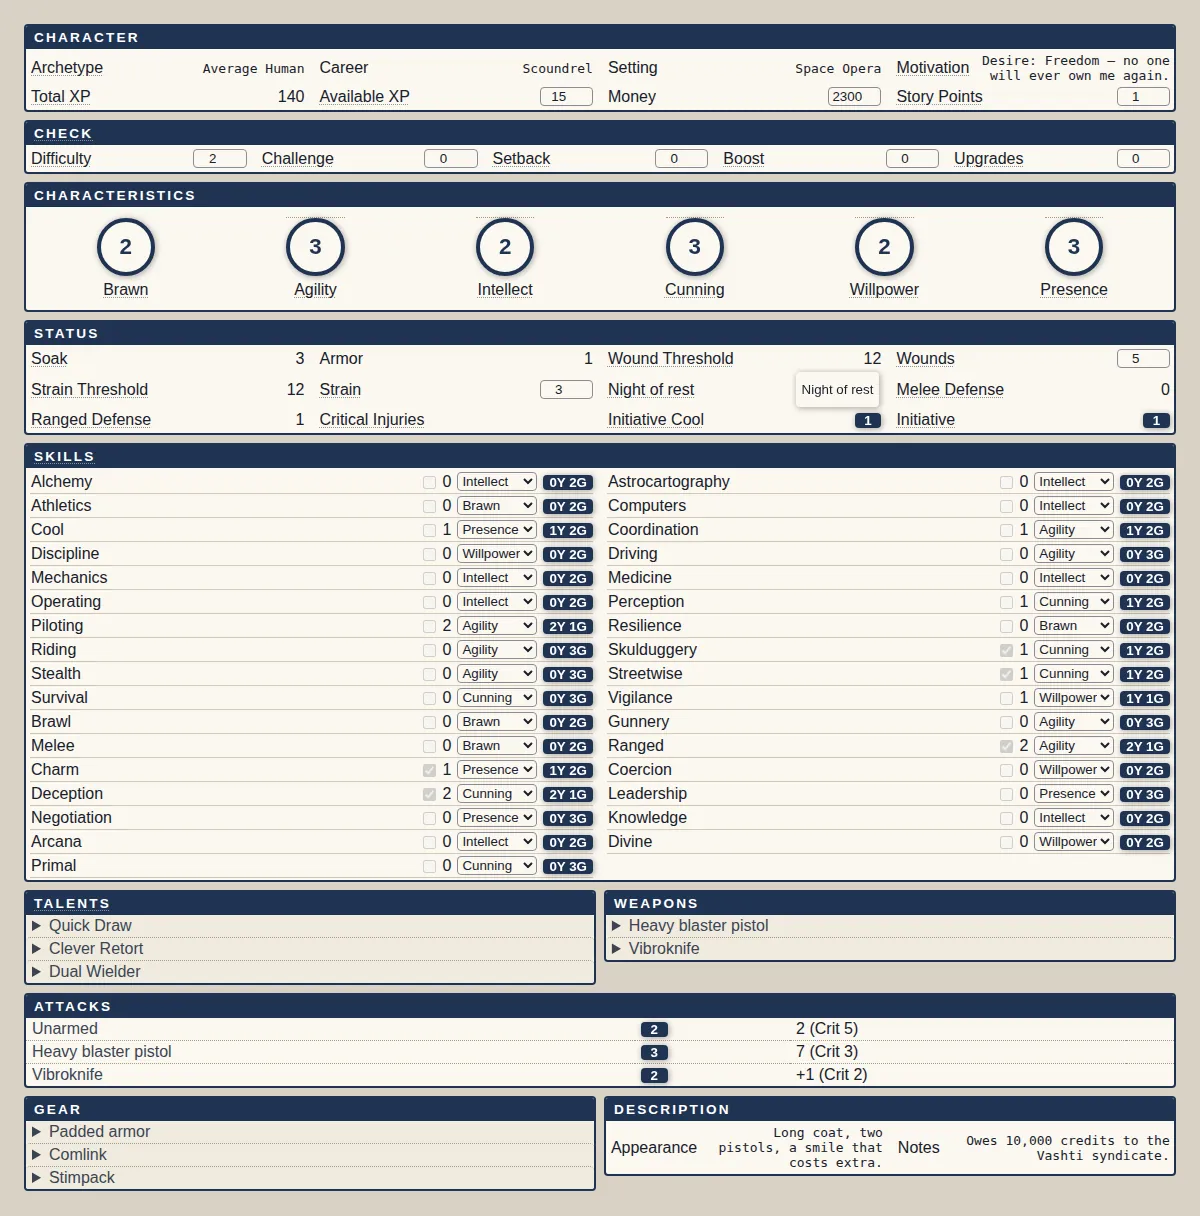 CHARACTER
Archetype Average Human Career Scoundrel Setting Space Opera Motivation Desire: Freedom — no one will ever own me again.
Total XP 140 Available XP 15 Money 2300 Story Points 1
CHECK
Difficulty 2 Challenge 0 Setback 0 Boost 0 Upgrades 0
CHARACTERISTICS
2 3 2 3 2 3
Brawn Agility Intellect Cunning Willpower Presence
STATUS
Soak 3 Armor 1 Wound Threshold 12 Wounds 5
Strain Threshold 12 Strain 3 Night of rest Night of rest Melee Defense 0
Ranged Defense 1 Critical Injuries Initiative Cool 1 Initiative 1
SKILLS
Alchemy 0 Intellect 0Y 2G Astrocartography 0 Intellect 0Y 2G
Athletics 0 Brawn 0Y 2G Computers 0 Intellect 0Y 2G
Cool 1 Presence 1Y 2G Coordination 1 Agility 1Y 2G
Discipline 0 Willpower 0Y 2G Driving 0 Agility 0Y 3G
Mechanics 0 Intellect 0Y 2G Medicine 0 Intellect 0Y 2G
Operating 0 Intellect 0Y 2G Perception 1 Cunning 1Y 2G
Piloting 2 Agility 2Y 1G Resilience 0 Brawn 0Y 2G
Riding 0 Agility 0Y 3G Skulduggery 1 Cunning 1Y 2G
Stealth 0 Agility 0Y 3G Streetwise 1 Cunning 1Y 2G
Survival 0 Cunning 0Y 3G Vigilance 1 Willpower 1Y 1G
Brawl 0 Brawn 0Y 2G Gunnery 0 Agility 0Y 3G
Melee 0 Brawn 0Y 2G Ranged 2 Agility 2Y 1G
Charm 1 Presence 1Y 2G Coercion 0 Willpower 0Y 2G
Deception 2 Cunning 2Y 1G Leadership 0 Presence 0Y 3G
Negotiation 0 Presence 0Y 3G Knowledge 0 Intellect 0Y 2G
Arcana 0 Intellect 0Y 2G Divine 0 Willpower 0Y 2G
Primal 0 Cunning 0Y 3G
TALENTS
Quick Draw
Clever Retort
Dual Wielder
WEAPONS
Heavy blaster pistol
Vibroknife
ATTACKS
Unarmed 2 2 (Crit 5)
Heavy blaster pistol 3 7 (Crit 3)
Vibroknife 2 +1 (Crit 2)
GEAR
Padded armor
Comlink
Stimpack
DESCRIPTION
Appearance Long coat, two pistols, a smile that costs extra. Notes Owes 10,000 credits to the Vashti syndicate.